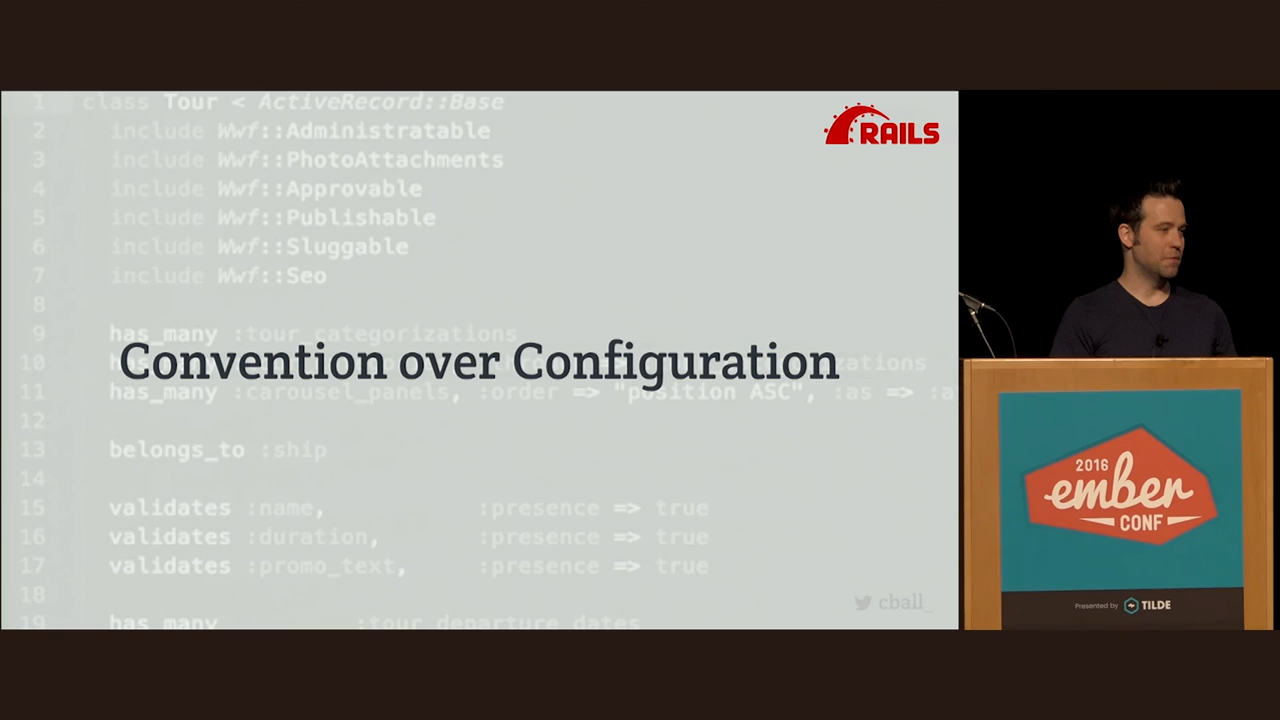 1 class Tour < ActiveRecord::Base
2 include Wwf::Administratable
3 include Wwf::PhotoAttachments
4 include Wwf::Approvable
5 include Wwf::Publishable
6 include Wwf::Sluggable
7 include Wwf::Seo
8
9 has_many :tour_categorizations
10
Convention over Configuration
11 has_many :carousel_panels, :order => "position ASC", :as => :a
12
13 belongs_to :ship
14
15 validates :name, :presence => true
16 validates :duration, :presence => true
17 validates :promo_text, :presence => true
18
19 has_many :tour_departure_dates
RAILS
cball_
2016
ember
CONF
Presented by TILDE